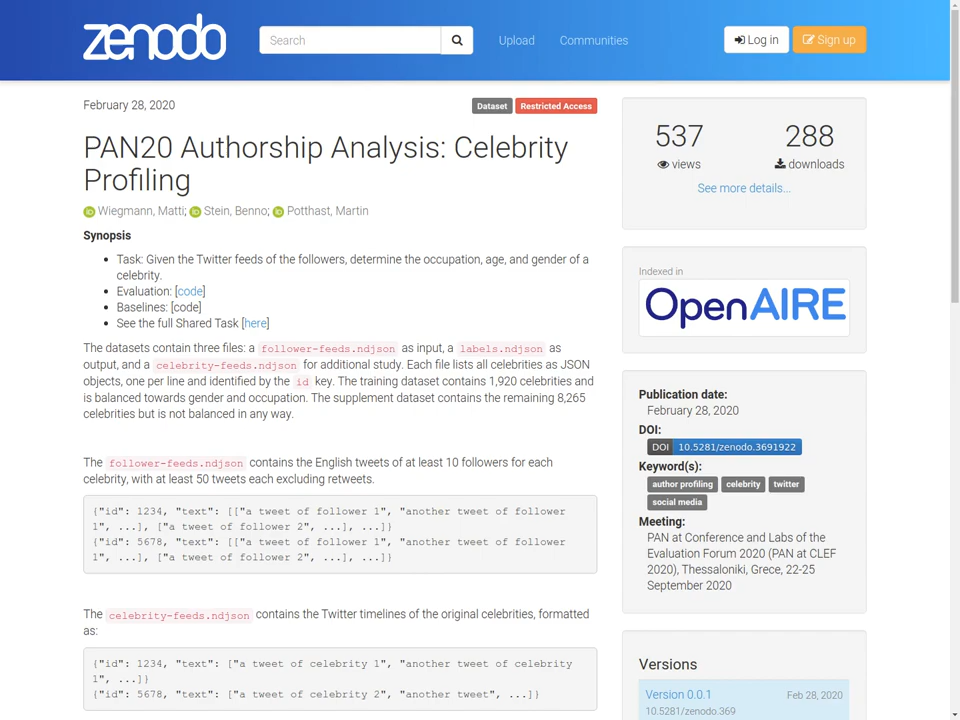 zenodo
Search
Upload
Communities
Log in
Sign up
February 28, 2020
Dataset
Restricted Access
PAN20 Authorship Analysis: Celebrity
Profiling
iD Wiegmann, Matti; iD Stein, Benno; iD Potthast, Martin
Synopsis
• Task: Given the Twitter feeds of the followers, determine the occupation, age, and gender of a
celebrity.
• Evaluation: [code]
• Baselines: [code]
• See the full Shared Task [here]
The datasets contain three files: a follower-feeds.ndjson as input, a labels.ndjson as
output, and a celebrity-feeds.ndjson for additional study. Each file lists all celebrities as JSON
objects, one per line and identified by the id key. The training dataset contains 1,920 celebrities and
is balanced towards gender and occupation. The supplement dataset contains the remaining 8,265
celebrities but is not balanced in any way.
The follower-feeds.ndjson contains the English tweets of at least 10 followers for each
celebrity, with at least 50 tweets each excluding retweets.
{"id": 1234, "text": [["a tweet of follower 1", "another tweet of follower
1", ...], ["a tweet of follower 2", ...], ...]}
{"id": 5678, "text": [["a tweet of follower 1", "another tweet of follower
1", ...], ["a tweet of follower 2", ...], ...]}
The celebrity-feeds.ndjson contains the Twitter timelines of the original celebrities, formatted
as:
{"id": 1234, "text": ["a tweet of celebrity 1", "another tweet of celebrity
1", ...]}
{"id": 5678, "text": ["a tweet of celebrity 2", "another tweet", ...]}
537
views
288
downloads
See more details...
Indexed in
OpenAIRE
Publication date:
February 28, 2020
DOI:
DOI 10.5281/zenodo.3691922
Keyword(s):
author profiling celebrity twitter
social media
Meeting:
PAN at Conference and Labs of the
Evaluation Forum 2020 (PAN at CLEF
2020), Thessaloniki, Grece, 22-25
September 2020
Versions
Version 0.0.1
Feb 28, 2020
10.5281/zenodo.369